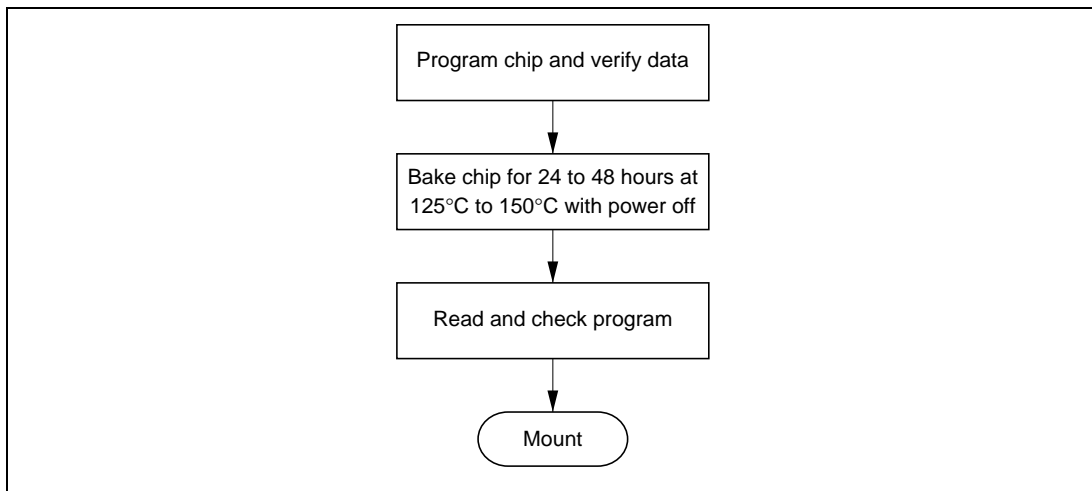 Program chip and verify data
Bake chip for 24 to 48 hours at
125°C to 150°C with power off
Read and check program
Mount